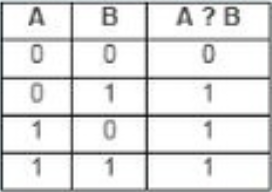 A B A ? B
0 0 0
0 1 1
1 0 1
1 1 1